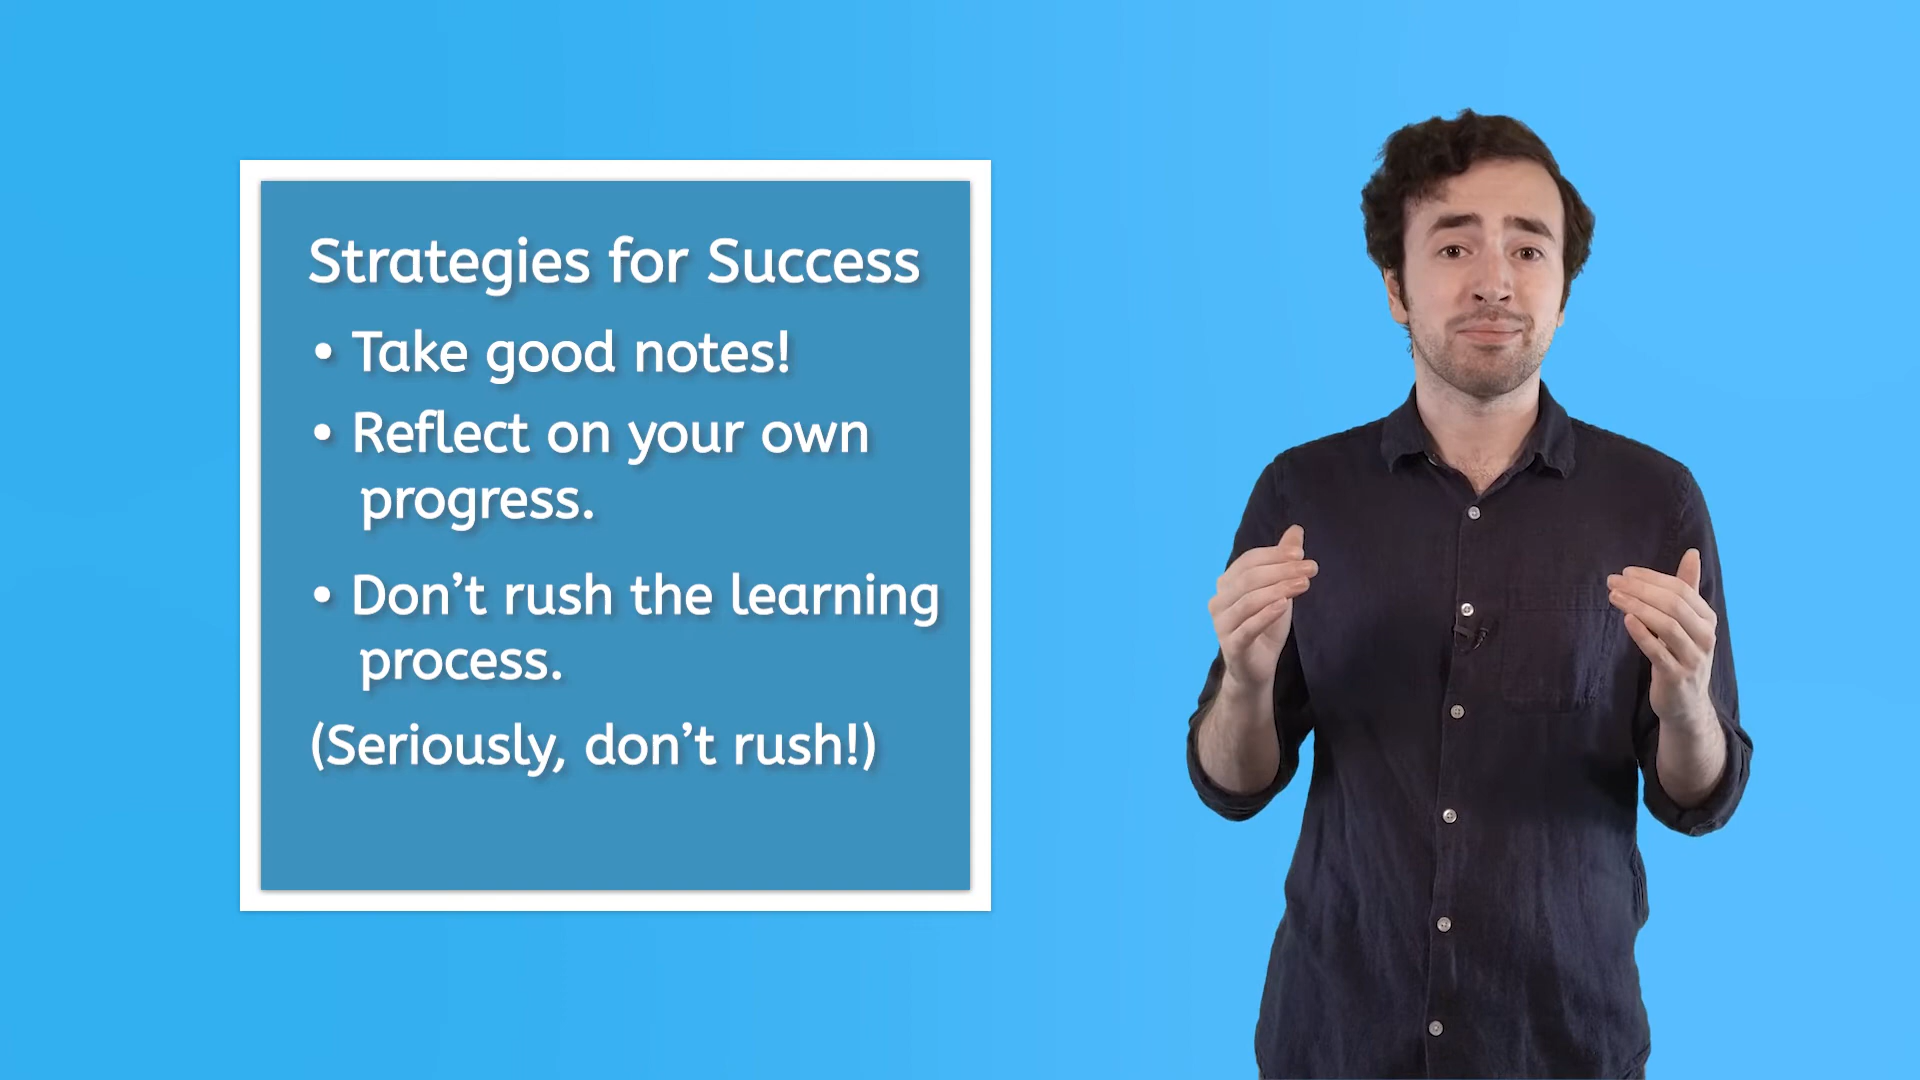 Strategies for Success
• Take good notes!
• Reflect on your own
progress.
• Don’t rush the learning
process.
(Seriously, don’t rush!)